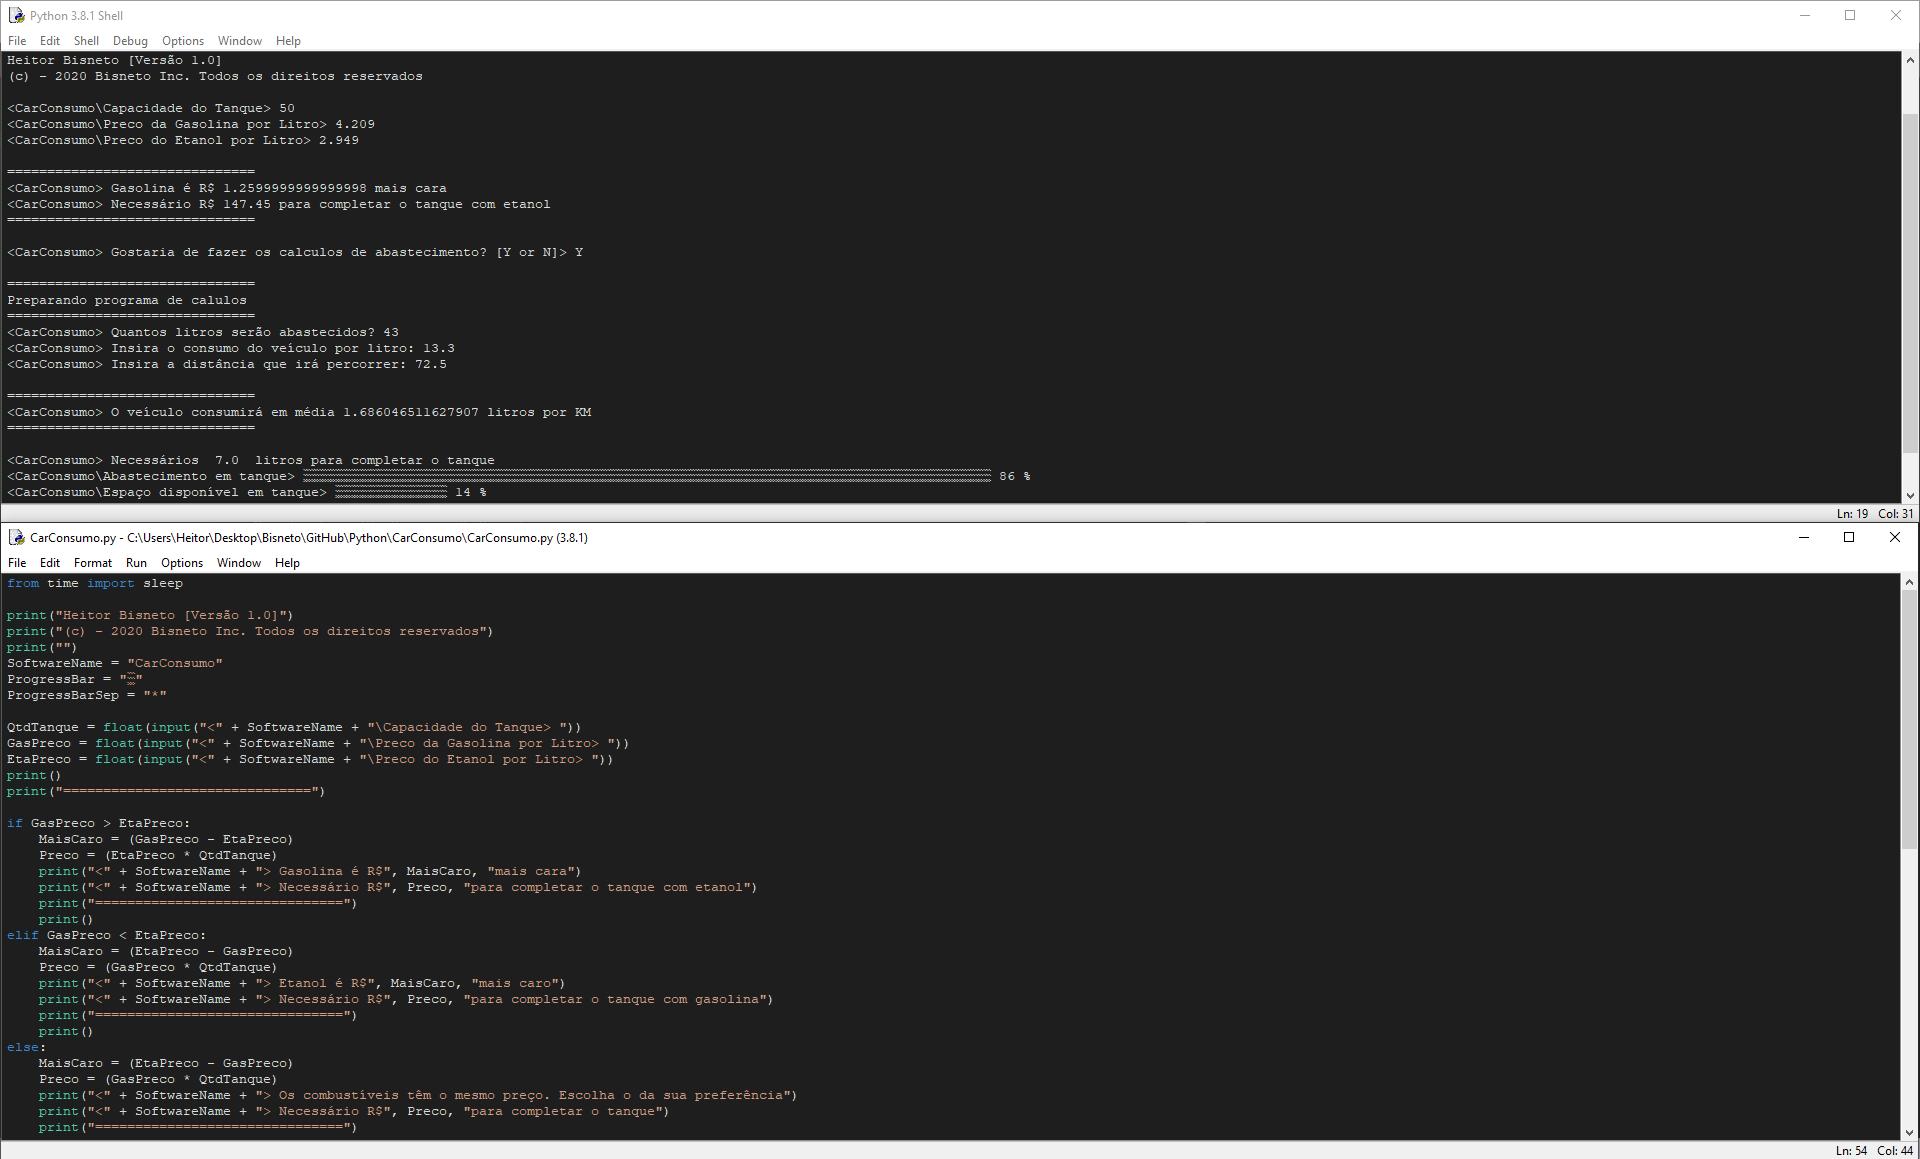 Python 3.8.1 Shell
File Edit Shell Debug Options Window Help
Heitor Bisneto [Versão 1.0]
(c) - 2020 Bisneto Inc. Todos os direitos reservados
<CarConsumo\Capacidade do Tanque> 50
<CarConsumo\Preco da Gasolina por Litro> 4.209
<CarConsumo\Preco do Etanol por Litro> 2.949
===============================
<CarConsumo> Gasolina é R$ 1.2599999999999998 mais cara
<CarConsumo> Necessário R$ 147.45 para completar o tanque com etanol
===============================
<CarConsumo> Gostaria de fazer os calculos de abastecimento? [Y or N]> Y
===============================
Preparando programa de calulos
===============================
<CarConsumo> Quantos litros serão abastecidos? 43
<CarConsumo> Insira o consumo do veículo por litro: 13.3
<CarConsumo> Insira a distância que irá percorrer: 72.5
===============================
<CarConsumo> O veículo consumirá em média 1.686046511627907 litros por KM
===============================
<CarConsumo> Necessários  7.0  litros para completar o tanque
<CarConsumo\Abastecimento em tanque> 86 %
<CarConsumo\Espaço disponível em tanque> 14 %
Ln: 19 Col: 31
CarConsumo.py - C:\Users\Heitor\Desktop\Bisneto\GitHub\Python\CarConsumo\CarConsumo.py (3.8.1)
File Edit Format Run Options Window Help
from time import sleep
print("Heitor Bisneto [Versão 1.0]")
print("(c) - 2020 Bisneto Inc. Todos os direitos reservados")
print("")
SoftwareName = "CarConsumo"
ProgressBar = "▒"
ProgressBarSep = "*"
QtdTanque = float(input("<" + SoftwareName + "\Capacidade do Tanque> "))
GasPreco = float(input("<" + SoftwareName + "\Preco da Gasolina por Litro> "))
EtaPreco = float(input("<" + SoftwareName + "\Preco do Etanol por Litro> "))
print()
print("===============================")
if GasPreco > EtaPreco:
    MaisCaro = (GasPreco - EtaPreco)
    Preco = (EtaPreco * QtdTanque)
    print("<" + SoftwareName + "> Gasolina é R$", MaisCaro, "mais cara")
    print("<" + SoftwareName + "> Necessário R$", Preco, "para completar o tanque com etanol")
    print("===============================")
    print()
elif GasPreco < EtaPreco:
    MaisCaro = (EtaPreco - GasPreco)
    Preco = (GasPreco * QtdTanque)
    print("<" + SoftwareName + "> Etanol é R$", MaisCaro, "mais caro")
    print("<" + SoftwareName + "> Necessário R$", Preco, "para completar o tanque com gasolina")
    print("===============================")
    print()
else:
    MaisCaro = (EtaPreco - GasPreco)
    Preco = (GasPreco * QtdTanque)
    print("<" + SoftwareName + "> Os combustíveis têm o mesmo preço. Escolha o da sua preferência")
    print("<" + SoftwareName + "> Necessário R$", Preco, "para completar o tanque")
    print("===============================")
Ln: 54 Col: 44